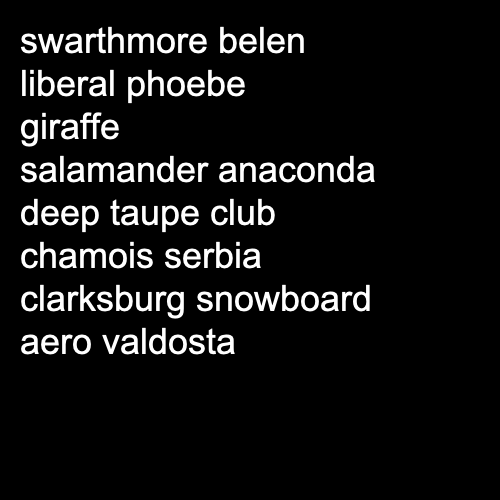 swarthmore belen
liberal phoebe
giraffe
salamander anaconda
deep taupe club
chamois serbia
clarksburg snowboard
aero valdosta